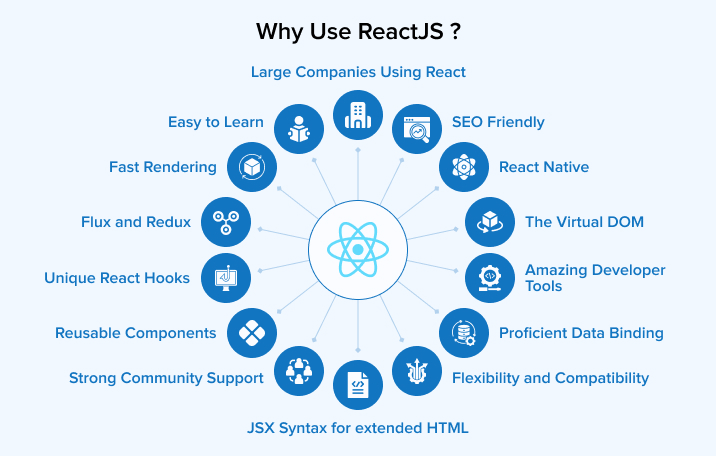 Why Use ReactJS ?
Large Companies Using React
Easy to Learn
SEO Friendly
Fast Rendering
React Native
Flux and Redux
The Virtual DOM
Unique React Hooks
Amazing Developer
Tools
Reusable Components
Proficient Data Binding
Strong Community Support
Flexibility and Compatibility
JSX Syntax for extended HTML